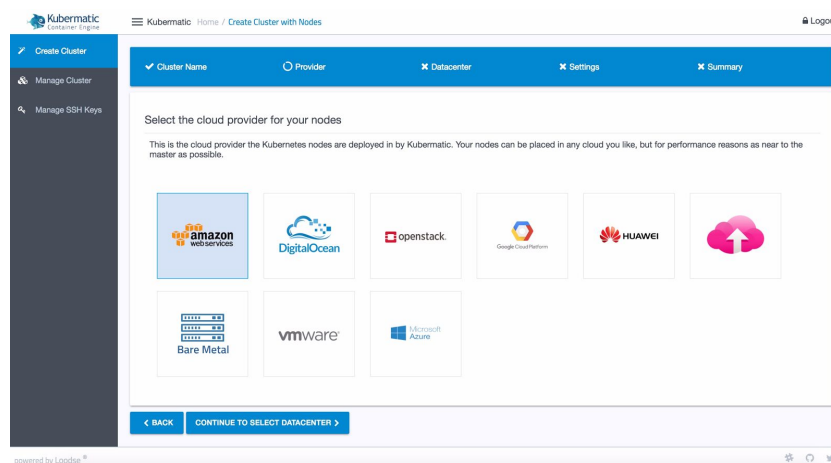 Kubermatic
Container Engine
Kubermatic Home / Create Cluster with Nodes
Logou
Create Cluster
Manage Cluster
Manage SSH Keys
Cluster Name
Provider
Datacenter
Settings
Summary
Select the cloud provider for your nodes
This is the cloud provider the Kubernetes nodes are deployed in by Kubermatic. Your nodes can be placed in any cloud you like, but for performance reasons as near to the
master as possible.
amazon
webservices
DigitalOcean
openstack.
Google Cloud Platform
HUAWEI
Bare Metal
vmware
Microsoft
Azure
BACK
CONTINUE TO SELECT DATACENTER
powered by Loodse ®